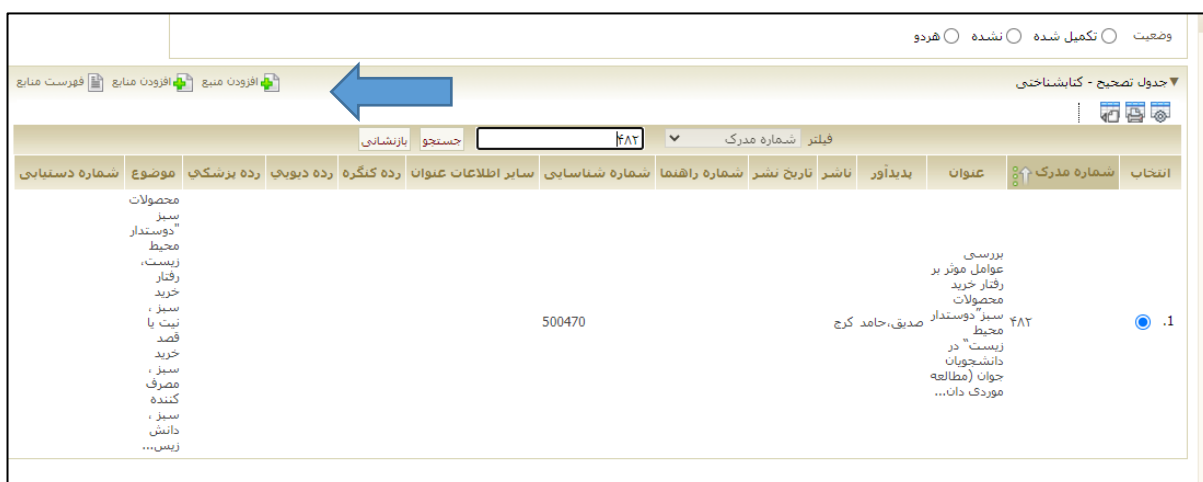 وضعیت تکمیل شده نشده هردو
▼جدول تصحیح - کتابشناختی
افزودن منبع افزودن منابع فهرست منابع
فیلتر شماره مدرک ۴۸۲ جستجو بازنشانی
انتخاب شماره مدرک عنوان پدیدآور ناشر تاریخ نشر شماره راهنما شماره شناسایی سایر اطلاعات عنوان رده کنگره رده دیویی رده پزشکي موضوع شماره دستیابی
1. ۴۸۲
بررسی
عوامل موثر بر
رفتار خرید
محصولات
سبز"دوستدار
محیط
زیست" در
دانشجویان
جوان (مطالعه
موردی دان...
صدیق،حامد کرج 500470
محصولات
سبز
"دوستدار
محیط
زیست،
رفتار
خرید
سبز ،
نیت یا
قصد
خرید
سبز ،
مصرف
کننده
سبز ،
دانش
زیس...